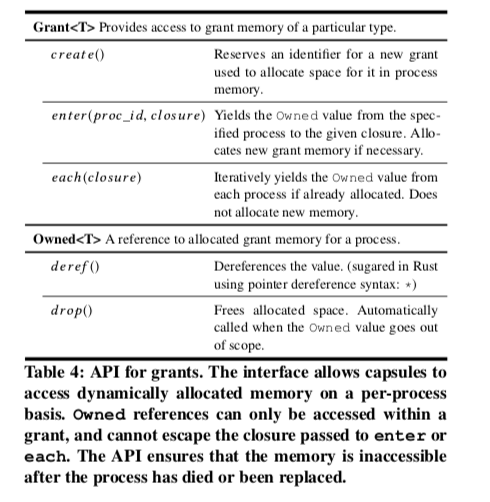 Grant<T> Provides access to grant memory of a particular type.
create() Reserves an identifier for a new grant
used to allocate space for it in process
memory.
enter(proc_id, closure) Yields the Owned value from the spec-
ified process to the given closure. Allo-
cates new grant memory if necessary.
each(closure) Iteratively yields the Owned value from
each process if already allocated. Does
not allocate new memory.
Owned<T> A reference to allocated grant memory for a process.
deref() Dereferences the value. (sugared in Rust
using pointer dereference syntax: *)
drop() Frees allocated space. Automatically
called when the Owned value goes out
of scope.
Table 4: API for grants. The interface allows capsules to
access dynamically allocated memory on a per-process
basis. Owned references can only be accessed within a
grant, and cannot escape the closure passed to enter or
each. The API ensures that the memory is inaccessible
after the process has died or been replaced.